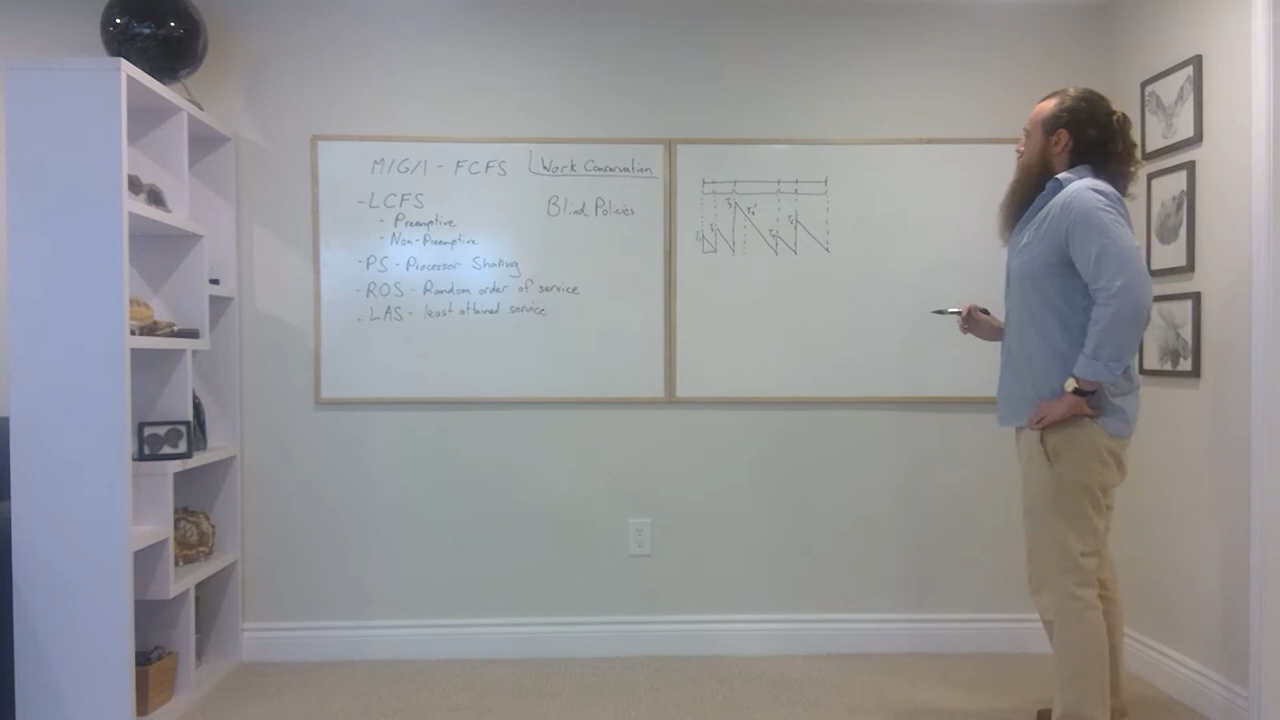 M/G/1 - FCFS
Work Conservation
- LCFS
- Preemptive
- Non-Preemptive
Blind Policies
- PS - Processor Sharing
- ROS - Random order of service
- LAS - least attained service